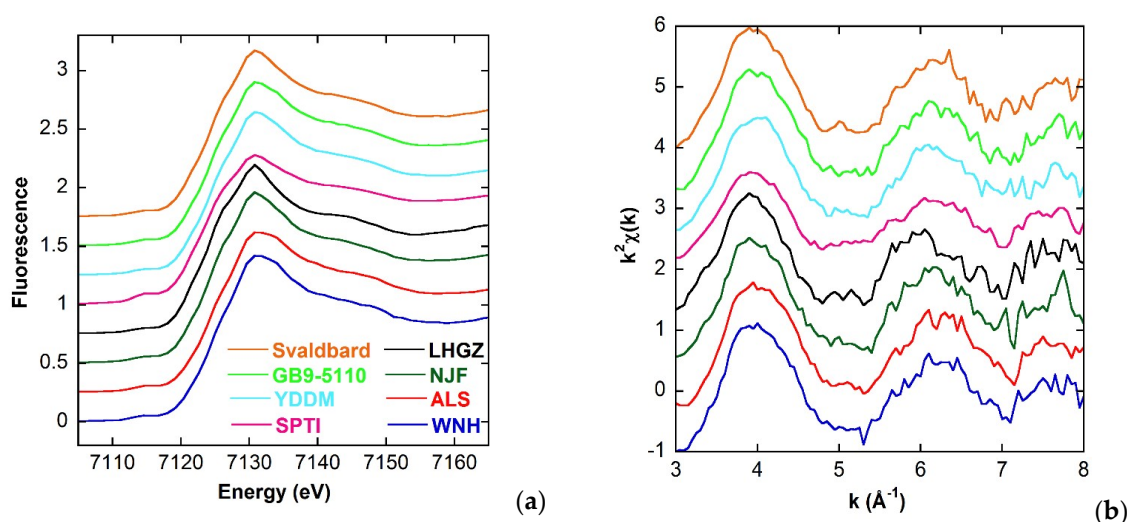 3
2.5
2
1.5
1
0.5
0
Fluorescence
Svaldbard
GB9-5110
YDDM
SPTI
LHGZ
NJF
ALS
WNH
7110 7120 7130 7140 7150 7160
Energy (eV)
(a)
6
5
4
3
2
1
0
-1
k²χ(k)
3 4 5 6 7 8
k (Å⁻¹)
(b)